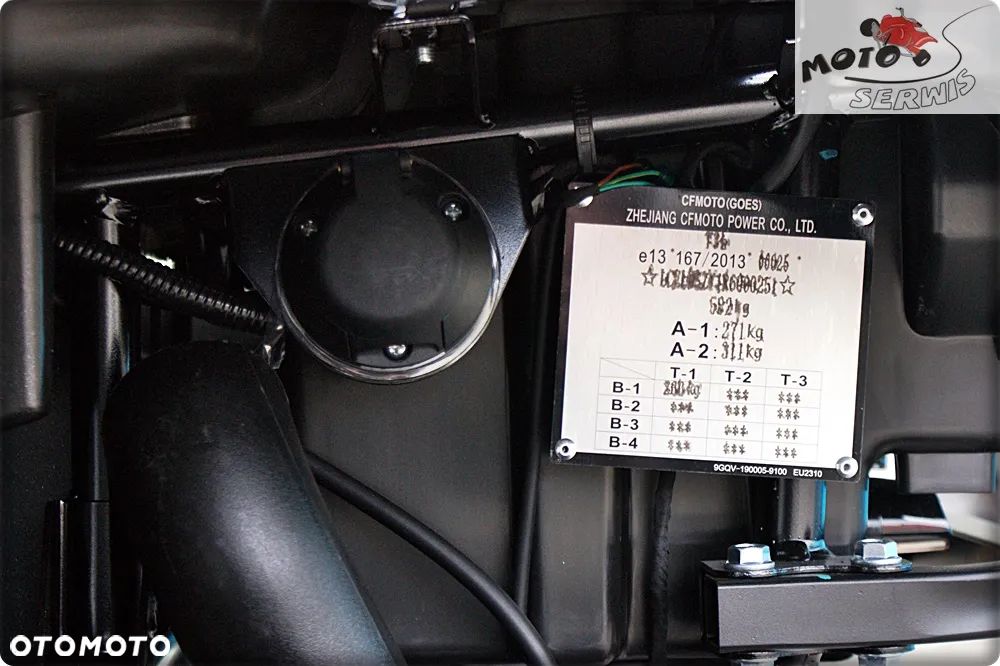 MOTO
SERWIS
CFMOTO(GOES)
ZHEJIANG CFMOTO POWER CO., LTD.
e13*167/2013*00025*
A-1:271kg
A-2:311kg
T-1 T-2 T-3
B-1 *** ***
B-2 *** *** ***
B-3 *** *** ***
B-4 *** *** ***
9GQV-190005-9100 EU2310
OTOMOTO